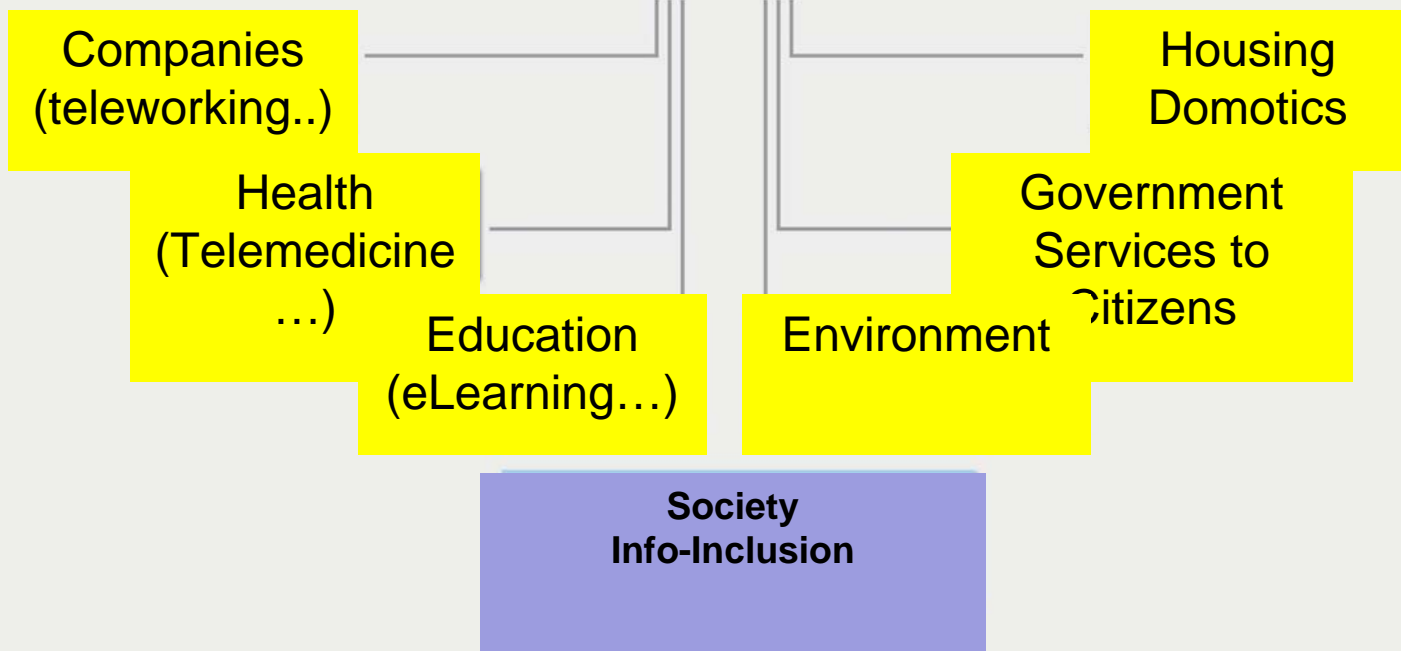 Companies
(teleworking..)
Housing
Domotics
Health
(Telemedicine
…)
Government
Services to
Citizens
Education
(eLearning…)
Environment
Society
Info-Inclusion